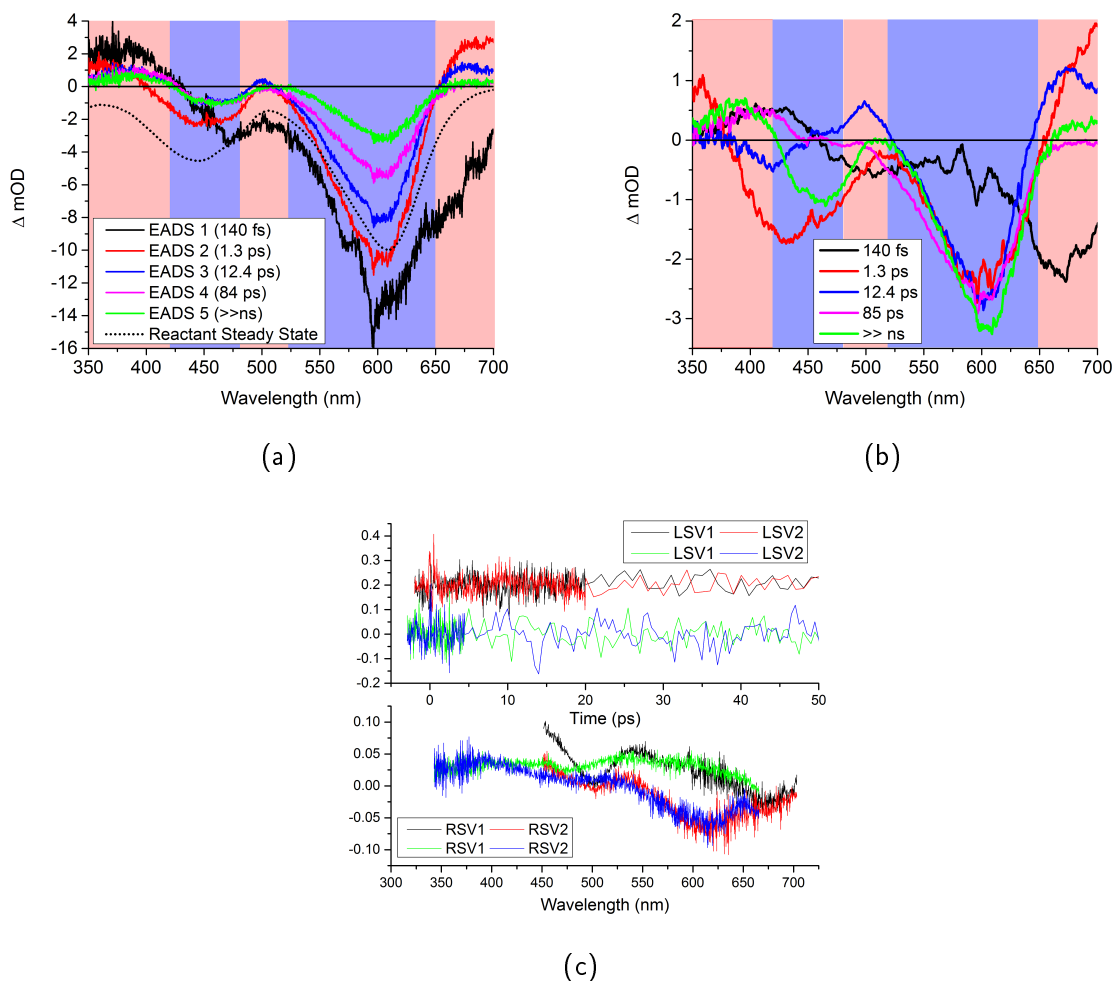 4
2
0
-2
-4
-6
-8
-10
-12
-14
-16
Δ mOD
EADS 1 (140 fs)
EADS 2 (1.3 ps)
EADS 3 (12.4 ps)
EADS 4 (84 ps)
EADS 5 (>>ns)
Reactant Steady State
350 400 450 500 550 600 650 700
Wavelength (nm)
(a)
2
1
0
-1
-2
-3
Δ mOD
140 fs
1.3 ps
12.4 ps
85 ps
>> ns
350 400 450 500 550 600 650 700
Wavelength (nm)
(b)
0.4
0.3
0.2
0.1
0.0
-0.1
-0.2
LSV1 LSV2
LSV1 LSV2
0 10 20 30 40 50
Time (ps)
0.10
0.05
0.00
-0.05
-0.10
RSV1 RSV2
RSV1 RSV2
300 350 400 450 500 550 600 650 700
Wavelength (nm)
(c)